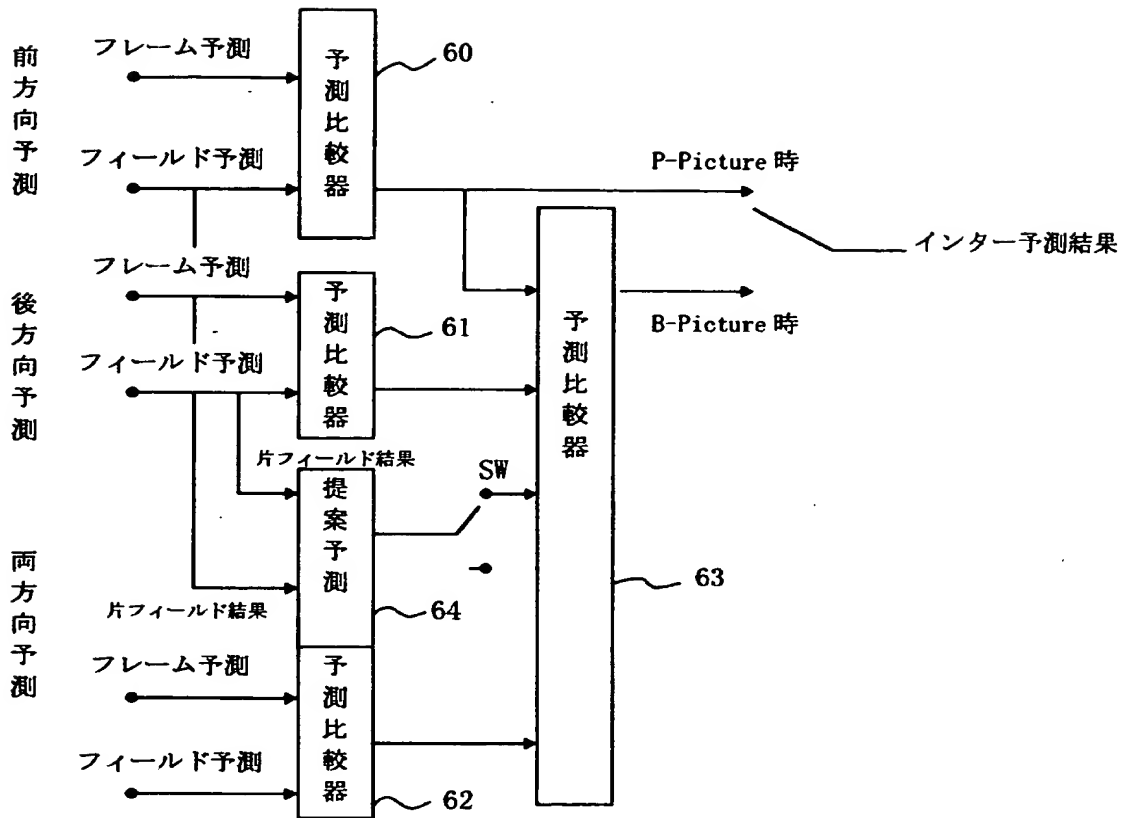 前方向予測
フレーム予測
フィールド予測
予測比較器
60
P-Picture 時
インター予測結果
B-Picture 時
後方向予測
フレーム予測
フィールド予測
予測比較器
61
予測比較器
63
両方向予測
片フィールド結果
片フィールド結果
提案予測
64
SW
フレーム予測
フィールド予測
予測比較器
62